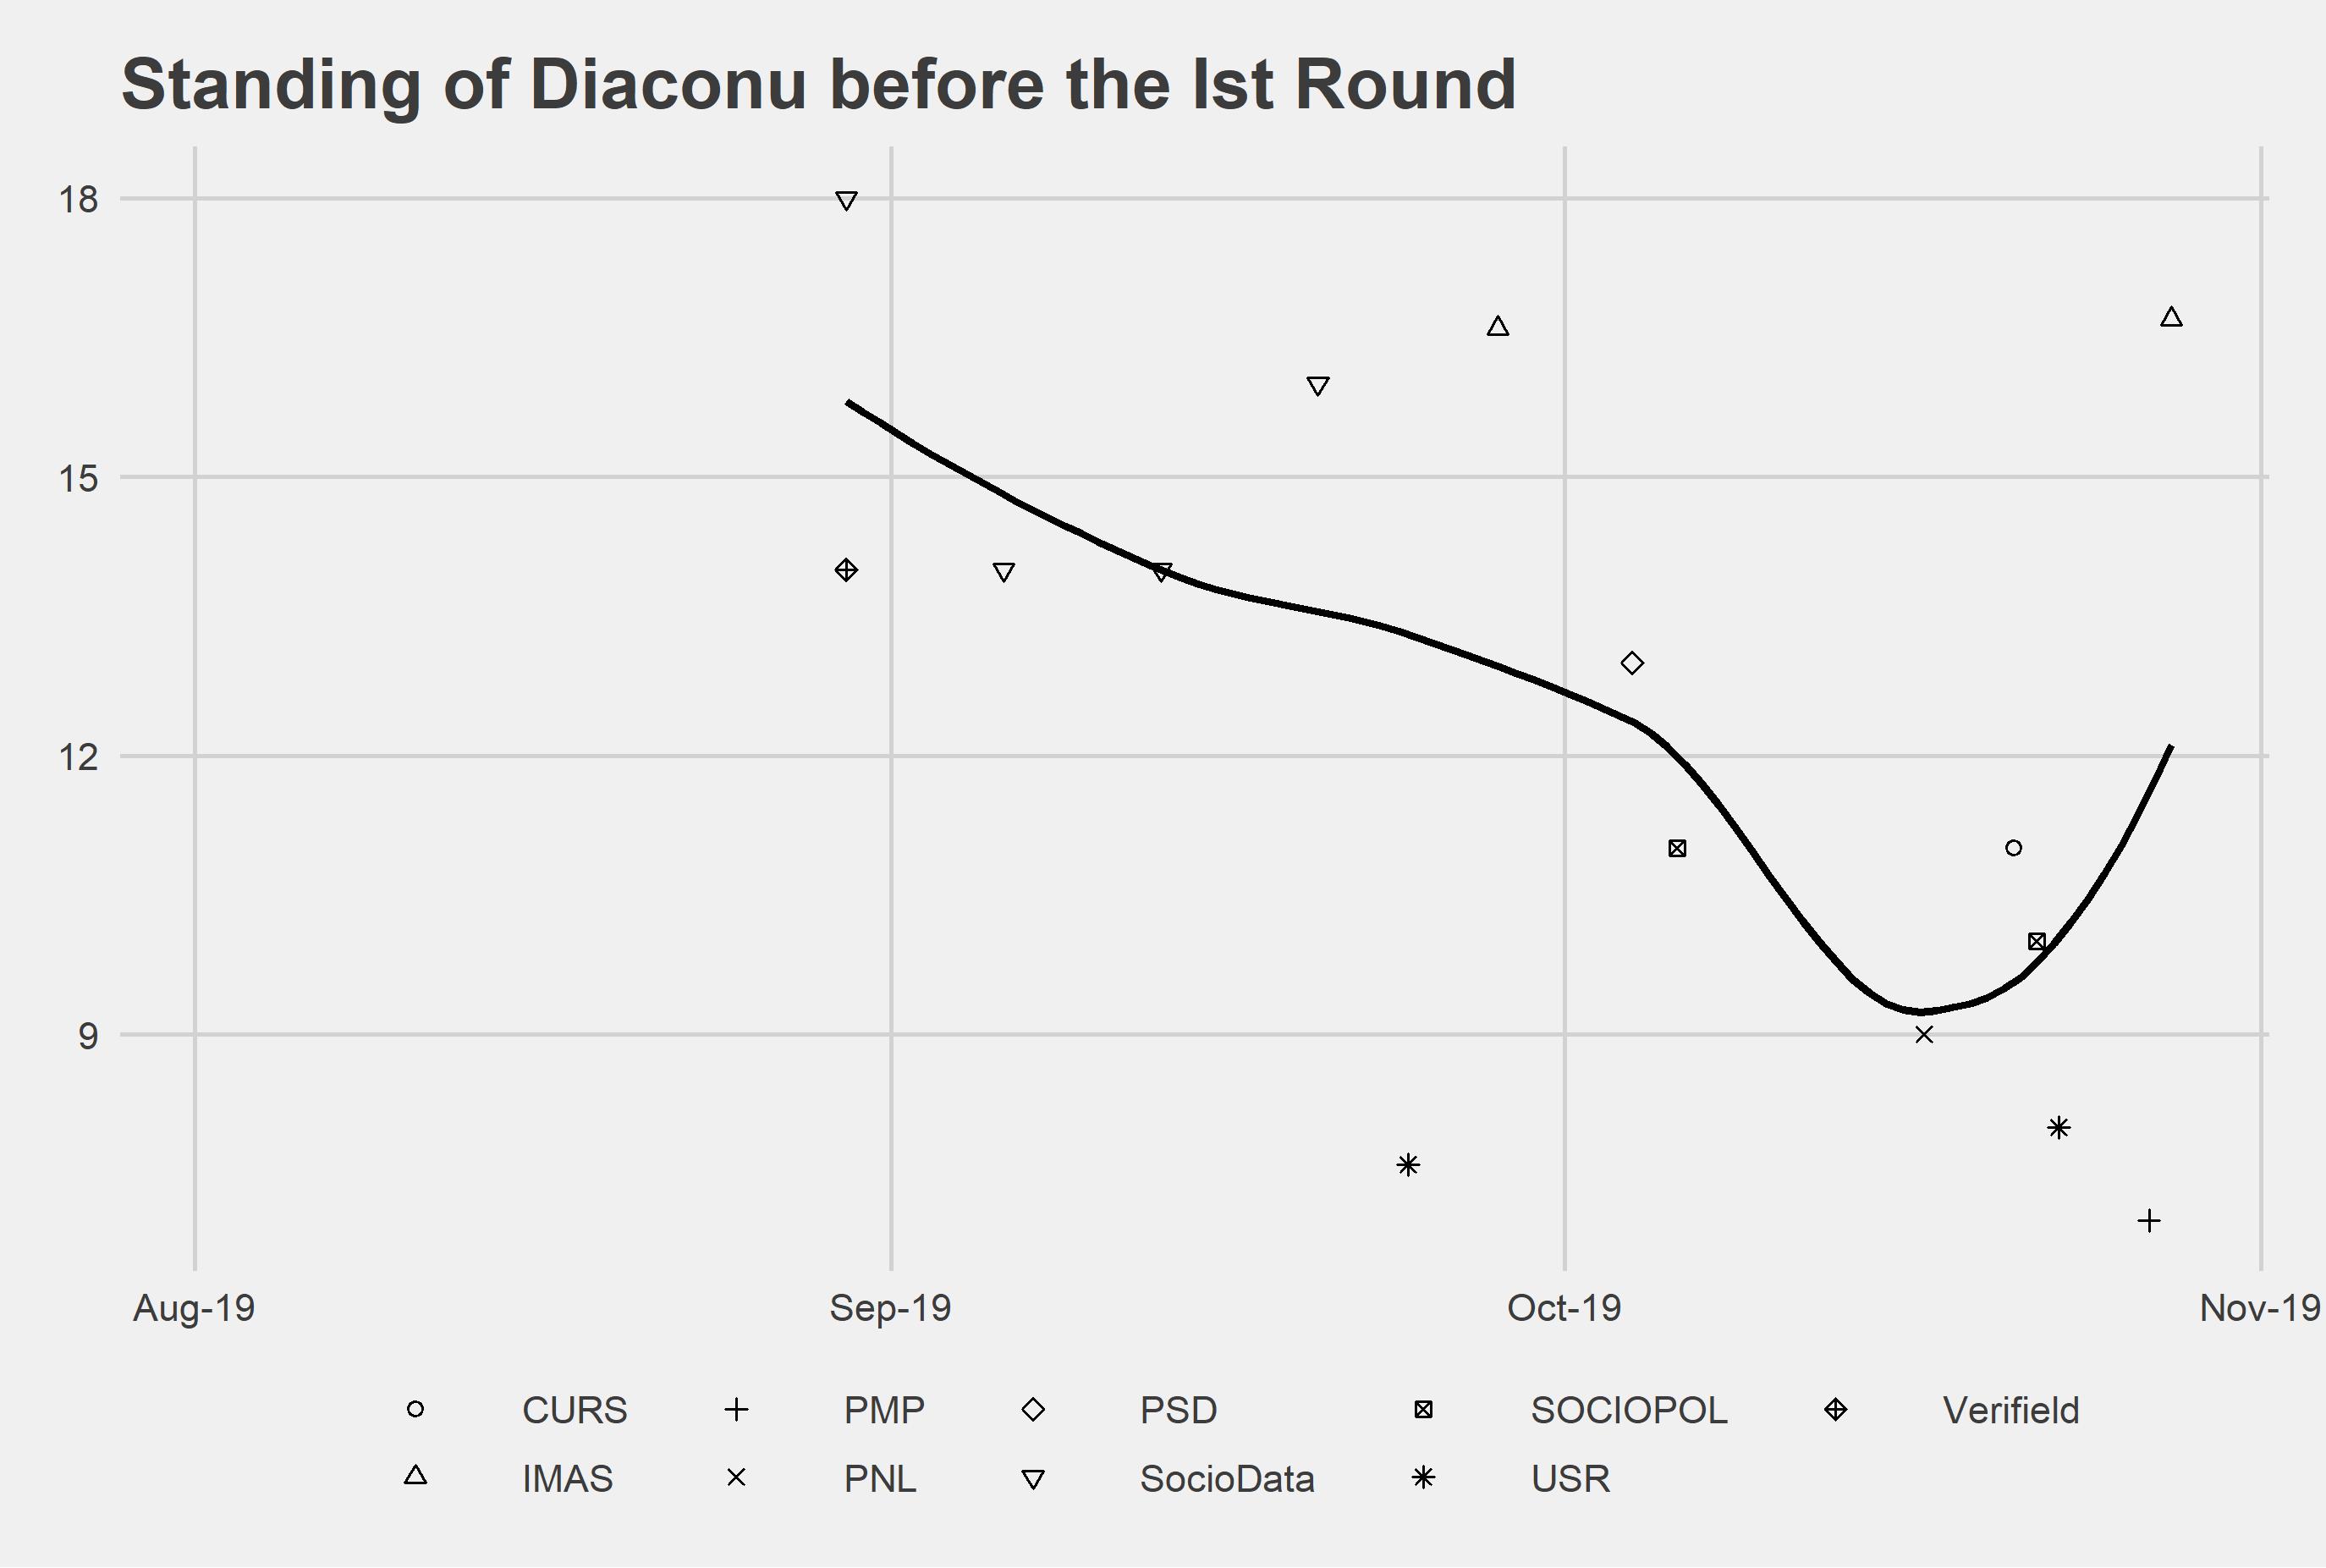 Standing of Diaconu before the Ist Round
18
15
12
9
Aug-19 Sep-19 Oct-19 Nov-19
CURS PMP PSD SOCIOPOL Verifield
IMAS PNL SocioData USR